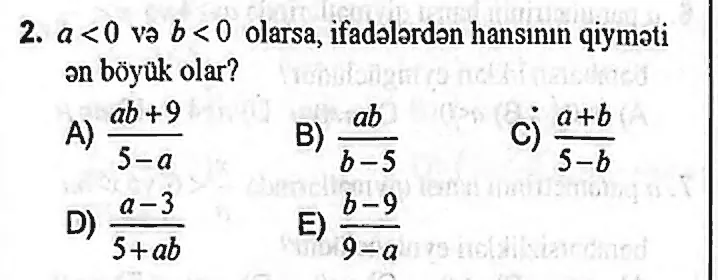 2. a < 0 və b < 0 olarsa, ifadələrdən hansının qiyməti
ən böyük olar?
A) (ab+9)/(5−a) B) ab/(b−5) C) (a+b)/(5−b)
D) (a−3)/(5+ab) E) (b−9)/(9−a)